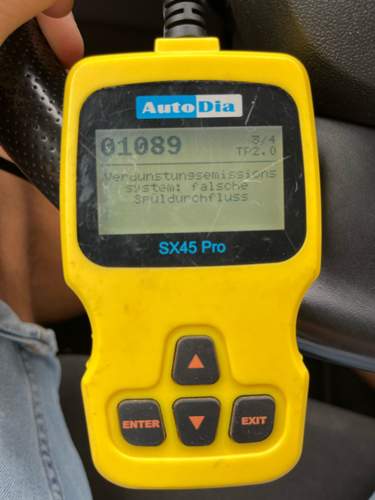 AutoDia
01089 3/4
TP2.0
Verdunstungsemissions
system: falsche
Spüldurchfluss
SX45 Pro
ENTER
EXIT